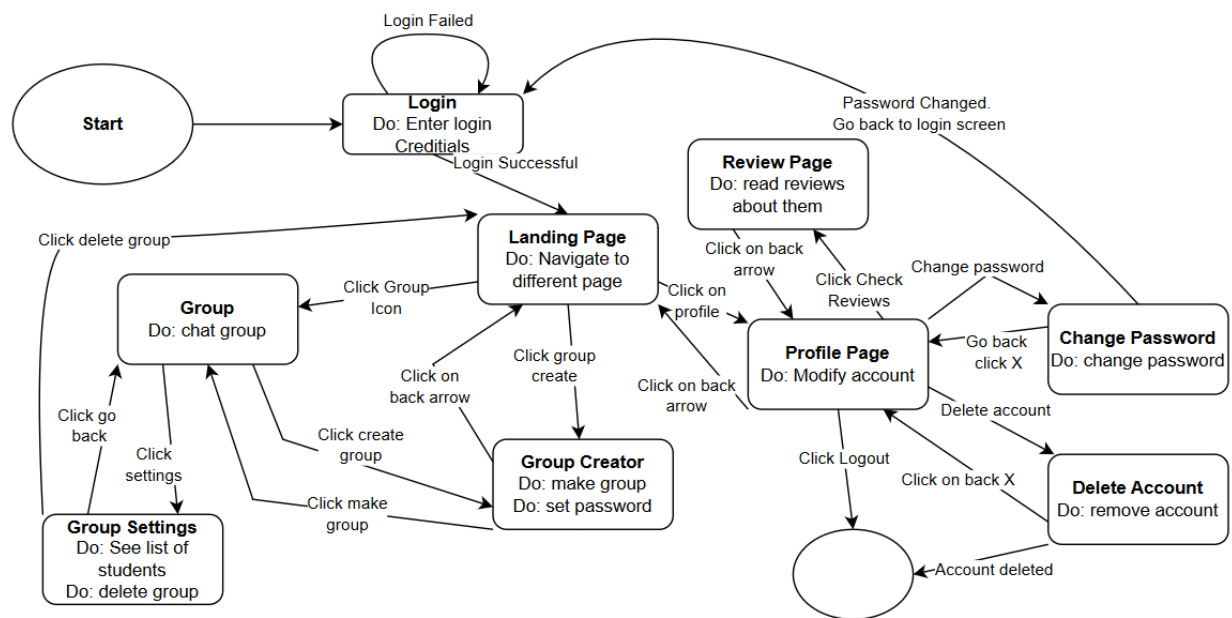 Login Failed
Start
Login
Do: Enter login
Creditials
Login Successful
Password Changed.
Go back to login screen
Review Page
Do: read reviews
about them
Click delete group
Landing Page
Do: Navigate to
different page
Click on back
arrow
Click Check
Reviews
Change password
Click Group
Icon
Click on
profile
Group
Do: chat group
Profile Page
Do: Modify account
Go back
click X
Change Password
Do: change password
Click group
create
Click on
back arrow
Click on back
arrow
Click go
back
Click
settings
Click create
group
Click make
group
Group Creator
Do: make group
Do: set password
Delete account
Click Logout
Click on back X
Delete Account
Do: remove account
Group Settings
Do: See list of
students
Do: delete group
Account deleted